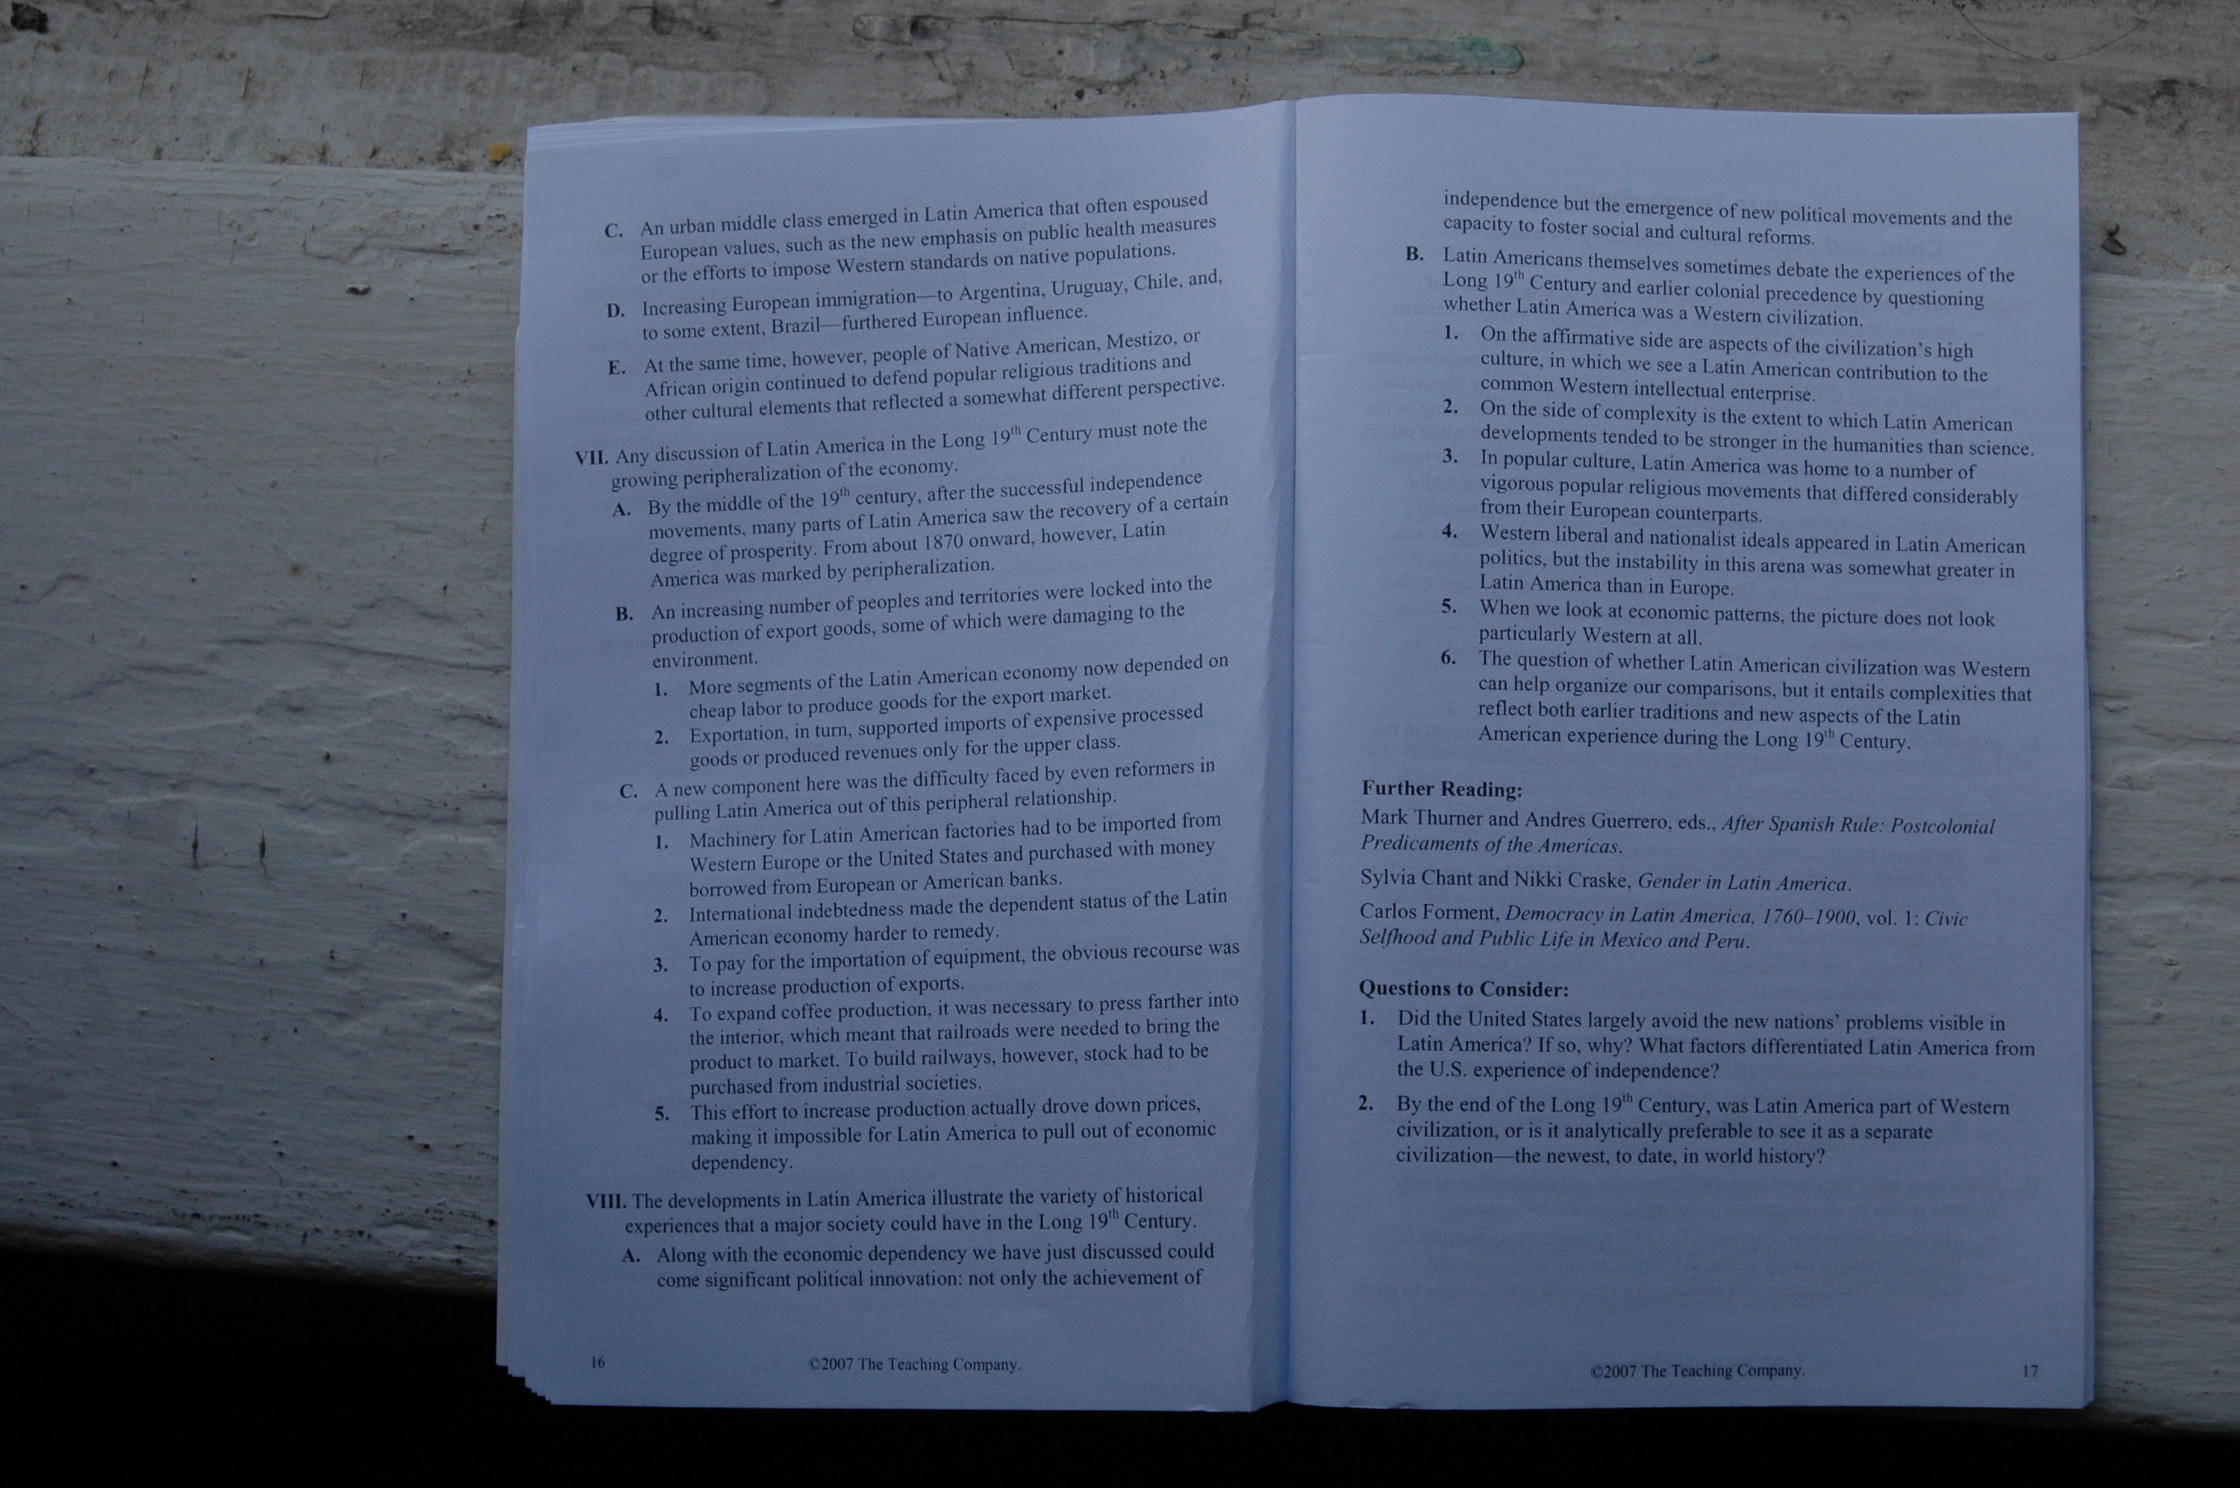 C. An urban middle class emerged in Latin America that often espoused
European values, such as the new emphasis on public health measures
or the efforts to impose Western standards on native populations.
D. Increasing European immigration—to Argentina, Uruguay, Chile, and,
to some extent, Brazil—furthered European influence.
E. At the same time, however, people of Native American, Mestizo, or
African origin continued to defend popular religious traditions and
other cultural elements that reflected a somewhat different perspective.
VII. Any discussion of Latin America in the Long 19th Century must note the
growing peripheralization of the economy.
A. By the middle of the 19th century, after the successful independence
movements, many parts of Latin America saw the recovery of a certain
degree of prosperity. From about 1870 onward, however, Latin
America was marked by peripheralization.
B. An increasing number of peoples and territories were locked into the
production of export goods, some of which were damaging to the
environment.
1. More segments of the Latin American economy now depended on
cheap labor to produce goods for the export market.
2. Exportation, in turn, supported imports of expensive processed
goods or produced revenues only for the upper class.
C. A new component here was the difficulty faced by even reformers in
pulling Latin America out of this peripheral relationship.
1. Machinery for Latin American factories had to be imported from
Western Europe or the United States and purchased with money
borrowed from European or American banks.
2. International indebtedness made the dependent status of the Latin
American economy harder to remedy.
3. To pay for the importation of equipment, the obvious recourse was
to increase production of exports.
4. To expand coffee production, it was necessary to press farther into
the interior, which meant that railroads were needed to bring the
product to market. To build railways, however, stock had to be
purchased from industrial societies.
5. This effort to increase production actually drove down prices,
making it impossible for Latin America to pull out of economic
dependency.
VIII. The developments in Latin America illustrate the variety of historical
experiences that a major society could have in the Long 19th Century.
A. Along with the economic dependency we have just discussed could
come significant political innovation: not only the achievement of
16 ©2007 The Teaching Company.
independence but the emergence of new political movements and the
capacity to foster social and cultural reforms.
B. Latin Americans themselves sometimes debate the experiences of the
Long 19th Century and earlier colonial precedence by questioning
whether Latin America was a Western civilization.
1. On the affirmative side are aspects of the civilization's high
culture, in which we see a Latin American contribution to the
common Western intellectual enterprise.
2. On the side of complexity is the extent to which Latin American
developments tended to be stronger in the humanities than science.
3. In popular culture, Latin America was home to a number of
vigorous popular religious movements that differed considerably
from their European counterparts.
4. Western liberal and nationalist ideals appeared in Latin American
politics, but the instability in this arena was somewhat greater in
Latin America than in Europe.
5. When we look at economic patterns, the picture does not look
particularly Western at all.
6. The question of whether Latin American civilization was Western
can help organize our comparisons, but it entails complexities that
reflect both earlier traditions and new aspects of the Latin
American experience during the Long 19th Century.
Further Reading:
Mark Thurner and Andres Guerrero, eds., After Spanish Rule: Postcolonial
Predicaments of the Americas.
Sylvia Chant and Nikki Craske, Gender in Latin America.
Carlos Forment, Democracy in Latin America, 1760–1900, vol. 1: Civic
Selfhood and Public Life in Mexico and Peru.
Questions to Consider:
1. Did the United States largely avoid the new nations' problems visible in
Latin America? If so, why? What factors differentiated Latin America from
the U.S. experience of independence?
2. By the end of the Long 19th Century, was Latin America part of Western
civilization, or is it analytically preferable to see it as a separate
civilization—the newest, to date, in world history?
©2007 The Teaching Company. 17